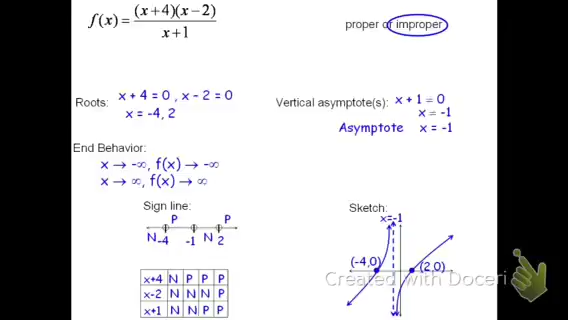 f(x) = (x+4)(x−2) / x+1
proper or improper
Roots: x + 4 = 0 , x − 2 = 0
x = -4, 2
Vertical asymptote(s): x + 1 = 0
x = -1
Asymptote x = -1
End Behavior:
x → -∞, f(x) → -∞
x → ∞, f(x) → ∞
Sign line:
P P
N -4 -1 N 2
x+4 N P P P
x-2 N N N P
x+1 N N P P
Sketch:
x=-1
(-4,0) (2,0)
Created with Doceri